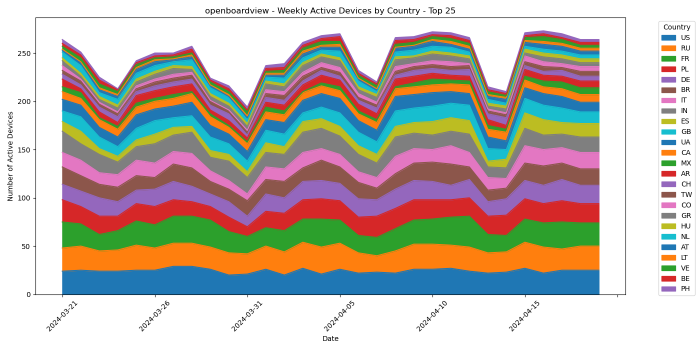 openboardview - Weekly Active Devices by Country - Top 25
Number of Active Devices
250
200
150
100
50
0
2024-03-21
2024-03-26
2024-03-31
2024-04-05
2024-04-10
2024-04-15
Date
Country
US
RU
FR
PL
DE
BR
IT
IN
ES
GB
UA
CA
MX
AR
CH
TW
CO
GR
HU
NL
AT
LT
VE
BE
PH